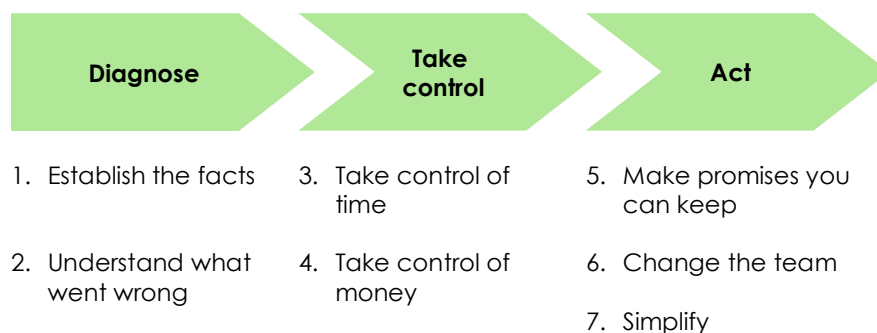 Diagnose
Take
control
Act
1. Establish the facts
2. Understand what
went wrong
3. Take control of
time
4. Take control of
money
5. Make promises you
can keep
6. Change the team
7. Simplify